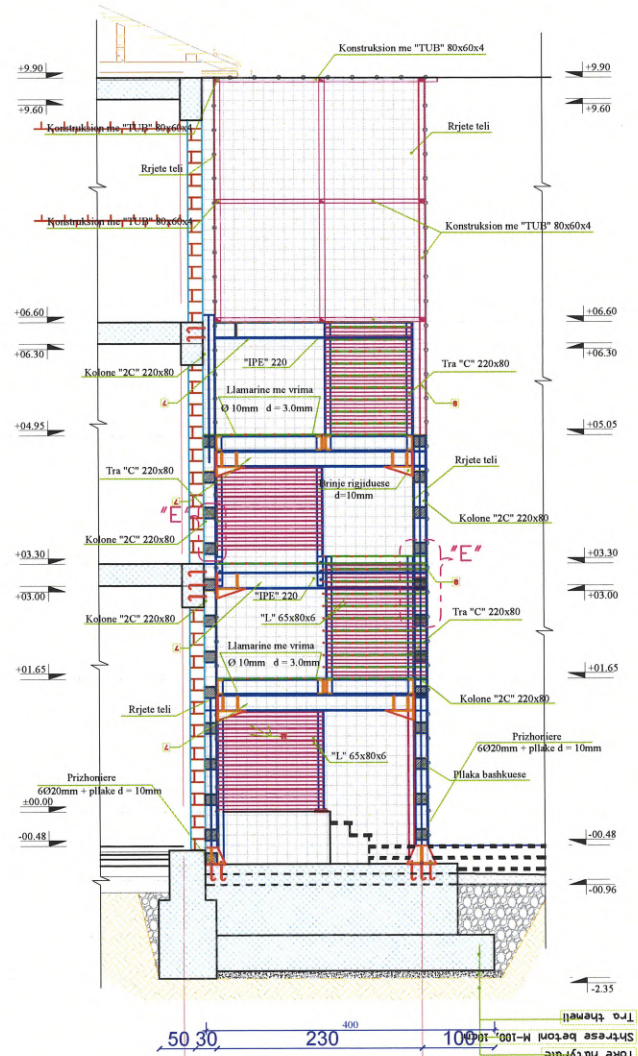 Konstruksion me "TUB" 80x60x4
+9.90
+9.90
+9.60
+9.60
Konstruksion me "TUB" 80x60x4
Rrjete teli
Rrjete teli
Konstruksion me "TUB" 80x60x4
Konstruksion me "TUB" 80x60x4
+06.60
+06.60
+06.30
+06.30
"IPE" 220
Tra "C" 220x80
Kolone "2C" 220x80
Llamarine me vrima
Ø 10mm d = 3.0mm
+04.95
+05.05
Rrjete teli
Tra "C" 220x80
Brinje rigjiduese
d=10mm
"E"
Kolone "2C" 220x80
Kolone "2C" 220x80
"E"
+03.30
+03.30
+03.00
+03.00
"IPE" 220
Kolone "2C" 220x80
"L" 65x80x6
Tra "C" 220x80
Llamarine me vrima
Ø 10mm d = 3.0mm
+01.65
+01.65
Kolone "2C" 220x80
Rrjete teli
Prizhoniere
6Ø20mm + pllake d = 10mm
"L" 65x80x6
Prizhoniere
6Ø20mm + pllake d = 10mm
Pllaka bashkuese
±00.00
-00.48
-00.48
-00.96
-2.35
400
50 30 230 100
Tra themeli
Shtrese betoni M-100, 10cm